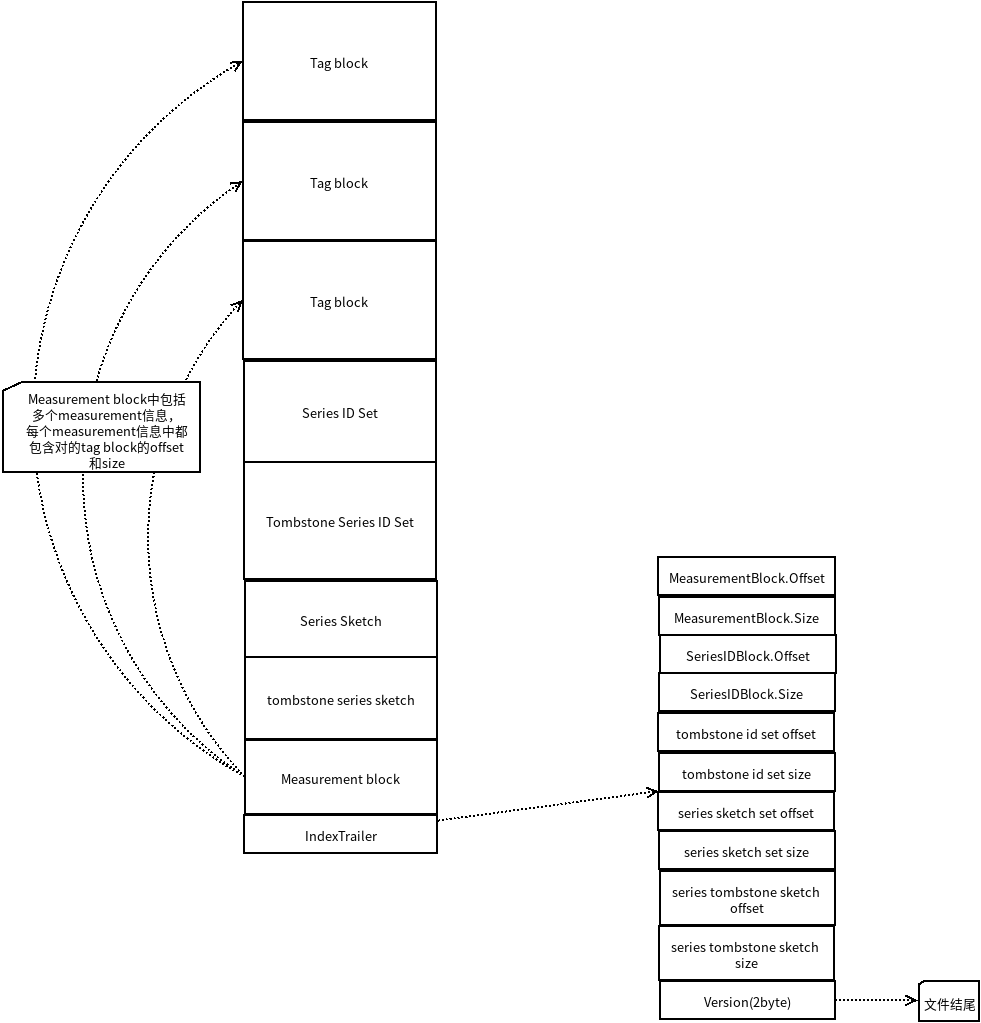 Tag block
Tag block
Tag block
Measurement block中包括
多个measurement信息，
每个measurement信息中都
包含对的tag block的offset
和size
Series ID Set
Tombstone Series ID Set
Series Sketch
tombstone series sketch
Measurement block
IndexTrailer
MeasurementBlock.Offset
MeasurementBlock.Size
SeriesIDBlock.Offset
SeriesIDBlock.Size
tombstone id set offset
tombstone id set size
series sketch set offset
series sketch set size
series tombstone sketch
offset
series tombstone sketch
size
Version(2byte)
文件结尾